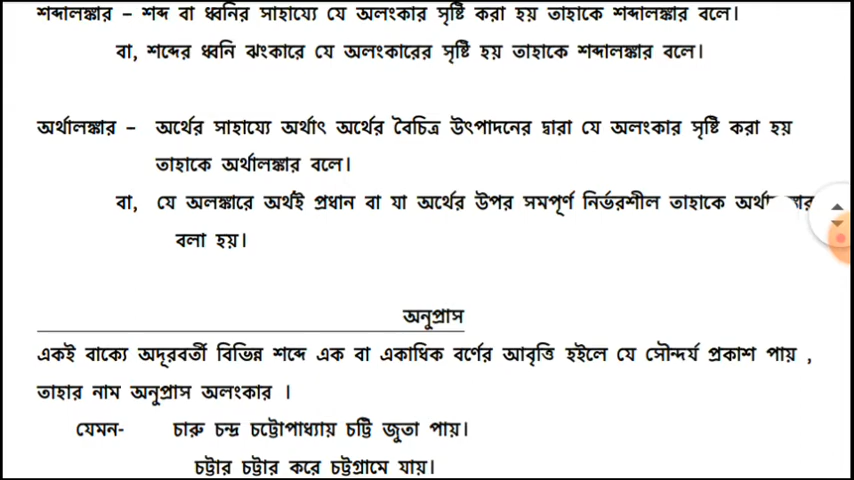 শব্দালঙ্কার – শব্দ বা ধ্বনির সাহায্যে যে অলংকার সৃষ্টি করা হয় তাহাকে শব্দালঙ্কার বলে।
বা, শব্দের ধ্বনি ঝংকারে যে অলংকারের সৃষ্টি হয় তাহাকে শব্দালঙ্কার বলে।
অর্থালঙ্কার – অর্থের সাহায্যে অর্থাৎ অর্থের বৈচিত্র উৎপাদনের দ্বারা যে অলংকার সৃষ্টি করা হয়
তাহাকে অর্থালঙ্কার বলে।
বা, যে অলঙ্কারে অর্থই প্রধান বা যা অর্থের উপর সমপূর্ণ নির্ভরশীল তাহাকে
বলা হয়।
অনুপ্রাস
একই বাক্যে অদূরবর্তী বিভিন্ন শব্দে এক বা একাধিক বর্ণের আবৃত্তি হইলে যে সৌন্দর্য প্রকাশ পায় ,
তাহার নাম অনুপ্রাস অলংকার ।
যেমন- চারু চন্দ্র চট্টোপাধ্যায় চট্টি জুতা পায়।
চট্টার চট্টার করে চট্টগ্রামে যায়।